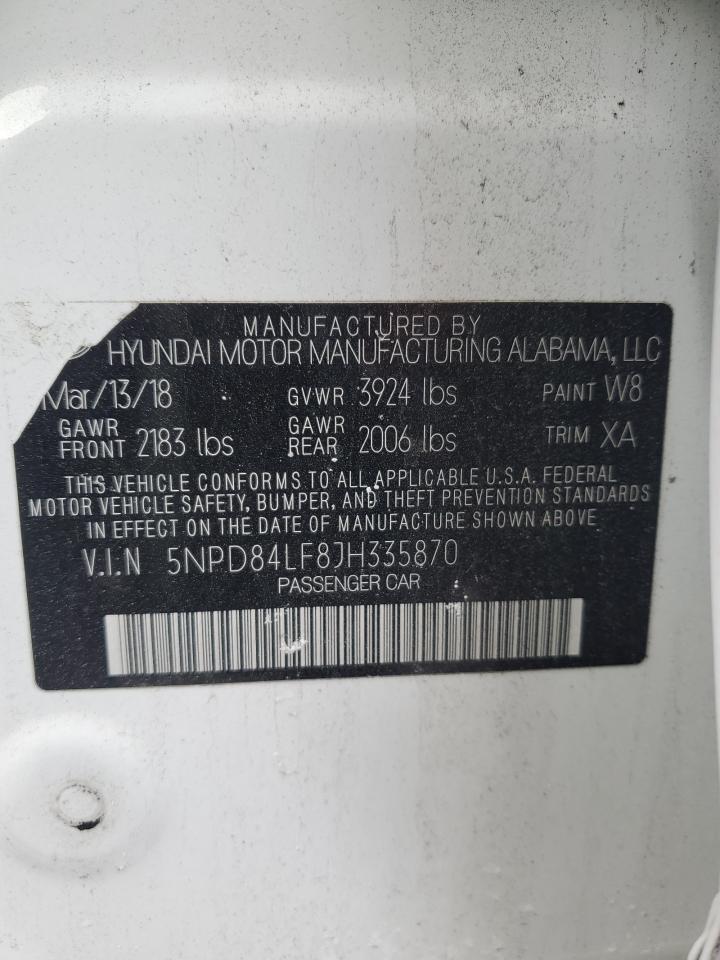 MANUFACTURED BY
HYUNDAI MOTOR MANUFACTURING ALABAMA, LLC
Mar/13/18 GVWR 3924 lbs PAINT W8
GAWR FRONT 2183 lbs GAWR REAR 2006 lbs TRIM XA
THIS VEHICLE CONFORMS TO ALL APPLICABLE U.S.A. FEDERAL
MOTOR VEHICLE SAFETY, BUMPER, AND THEFT PREVENTION STANDARDS
IN EFFECT ON THE DATE OF MANUFACTURE SHOWN ABOVE
V.I.N 5NPD84LF8JH335870
PASSENGER CAR